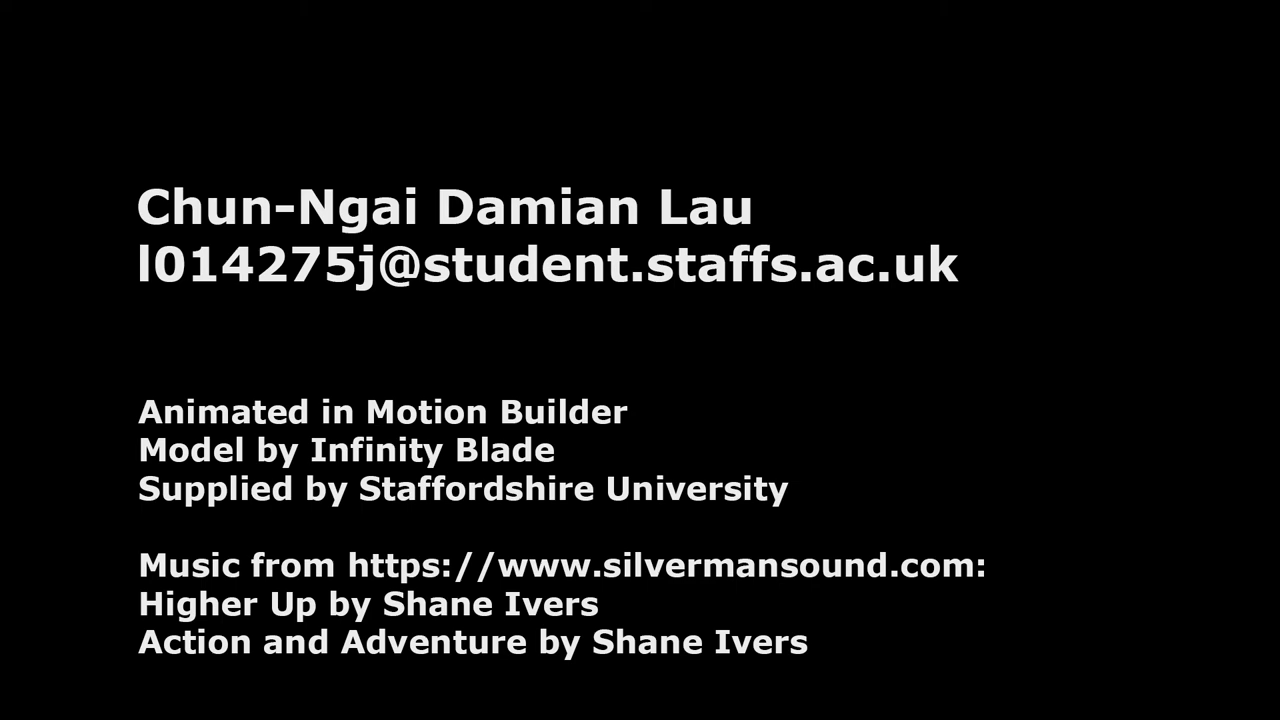 Chun-Ngai Damian Lau
l014275j@student.staffs.ac.uk
Animated in Motion Builder
Model by Infinity Blade
Supplied by Staffordshire University
Music from https://www.silvermansound.com:
Higher Up by Shane Ivers
Action and Adventure by Shane Ivers